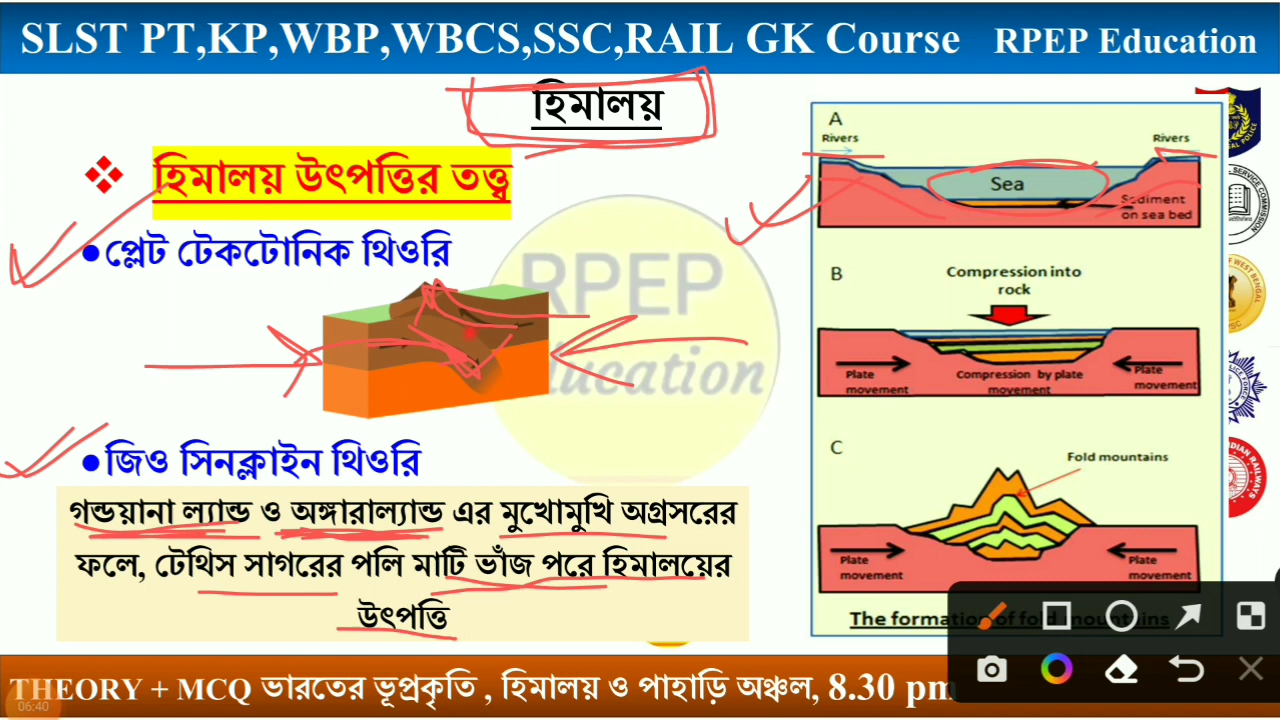 SLST PT,KP,WBP,WBCS,SSC,RAIL GK Course RPEP Education
হিমালয়
হিমালয় উৎপত্তির তত্ত্ব
●প্লেট টেকটোনিক থিওরি
RPEP
ducation
●জিও সিনক্লাইন থিওরি
গন্ডয়ানা ল্যান্ড ও অঙ্গারাল্যান্ড এর মুখোমুখি অগ্রসরের
ফলে, টেথিস সাগরের পলি মাটি ভাঁজ পরে হিমালয়ের
উৎপত্তি
A
Rivers
Rivers
Sea
Sediment
on sea bed
B
Compression into
rock
Plate
movement
Compression by plate
movement
Plate
movement
C
Fold mountains
Plate
movement
Plate
movement
The formation of fold mountains
THEORY + MCQ ভারতের ভূপ্রকৃতি , হিমালয় ও পাহাড়ি অঞ্চল, 8.30 pm
06:40